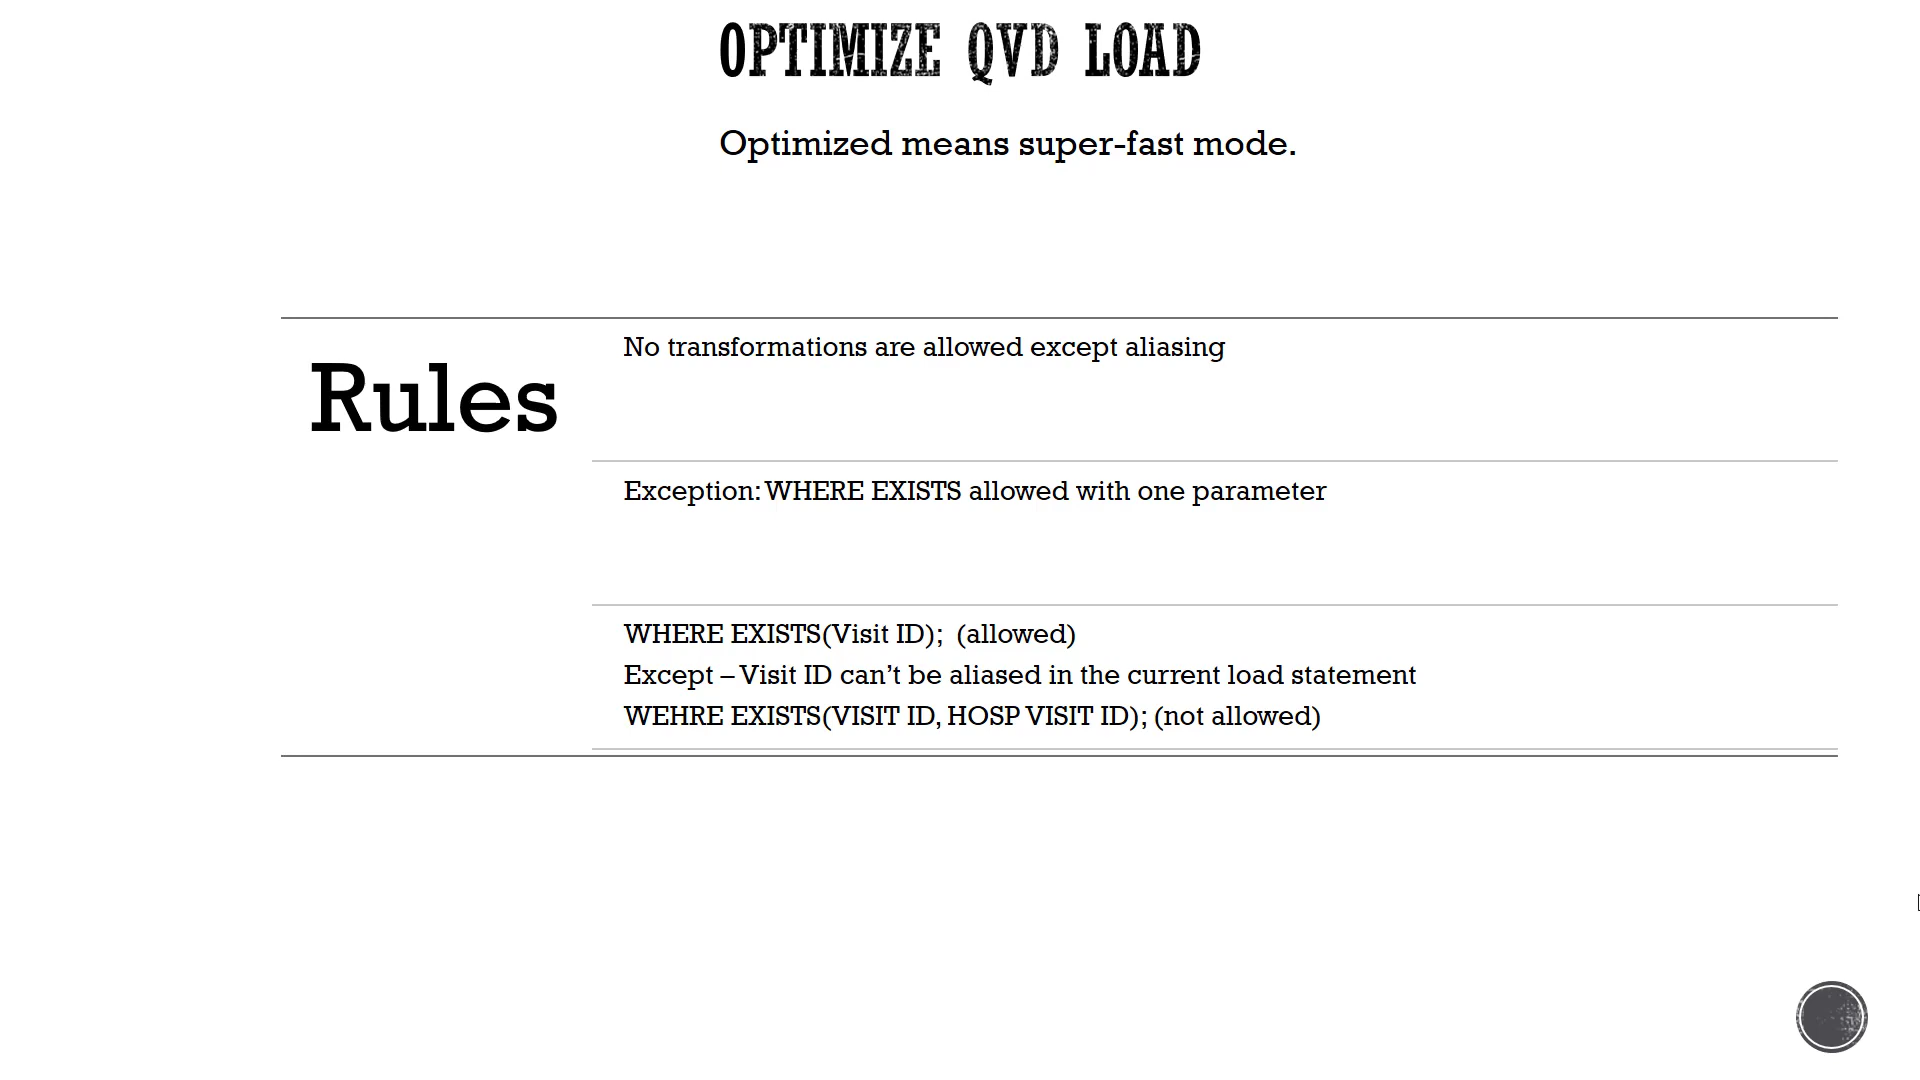 OPTIMIZE QVD LOAD
Optimized means super-fast mode.
Rules
No transformations are allowed except aliasing
Exception: WHERE EXISTS allowed with one parameter
WHERE EXISTS(Visit ID);  (allowed)
Except – Visit ID can’t be aliased in the current load statement
WEHRE EXISTS(VISIT ID, HOSP VISIT ID); (not allowed)